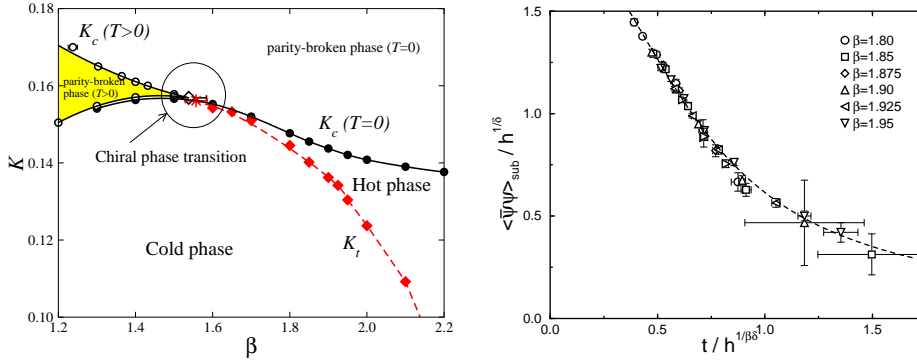 0.18
0.16
0.14
0.12
0.10
K
1.2
1.4
1.6
1.8
2.0
2.2
β
K_c (T>0)
parity-broken phase (T=0)
parity-broken
phase (T>0)
K_c (T=0)
Chiral phase transition
Hot phase
Cold phase
K_t
1.5
1.0
0.5
0.0
<ψ̄ψ>_sub / h^{1/δ}
0.0
0.5
1.0
1.5
t / h^{1/βδ}
β=1.80
β=1.85
β=1.875
β=1.90
β=1.925
β=1.95